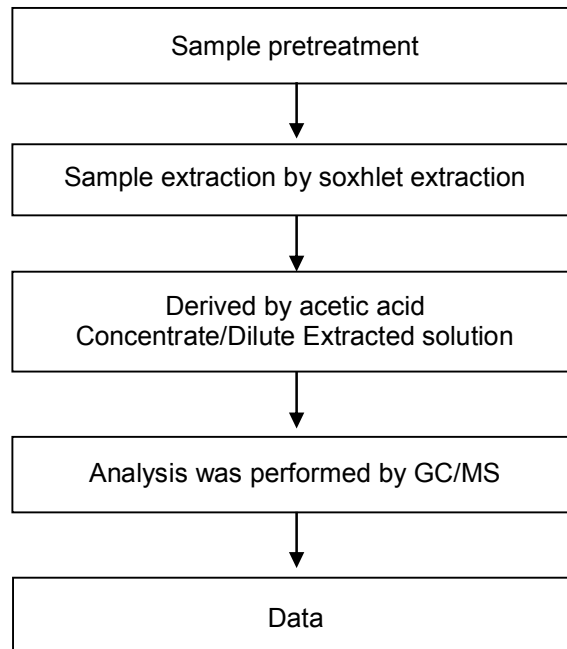 Sample pretreatment
Sample extraction by soxhlet extraction
Derived by acetic acid
Concentrate/Dilute Extracted solution
Analysis was performed by GC/MS
Data